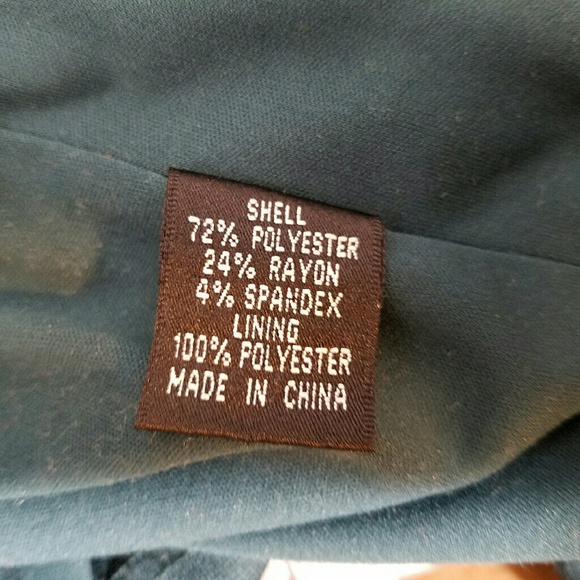 SHELL
72% POLYESTER
24% RAYON
4% SPANDEX
LINING
100% POLYESTER
MADE IN CHINA